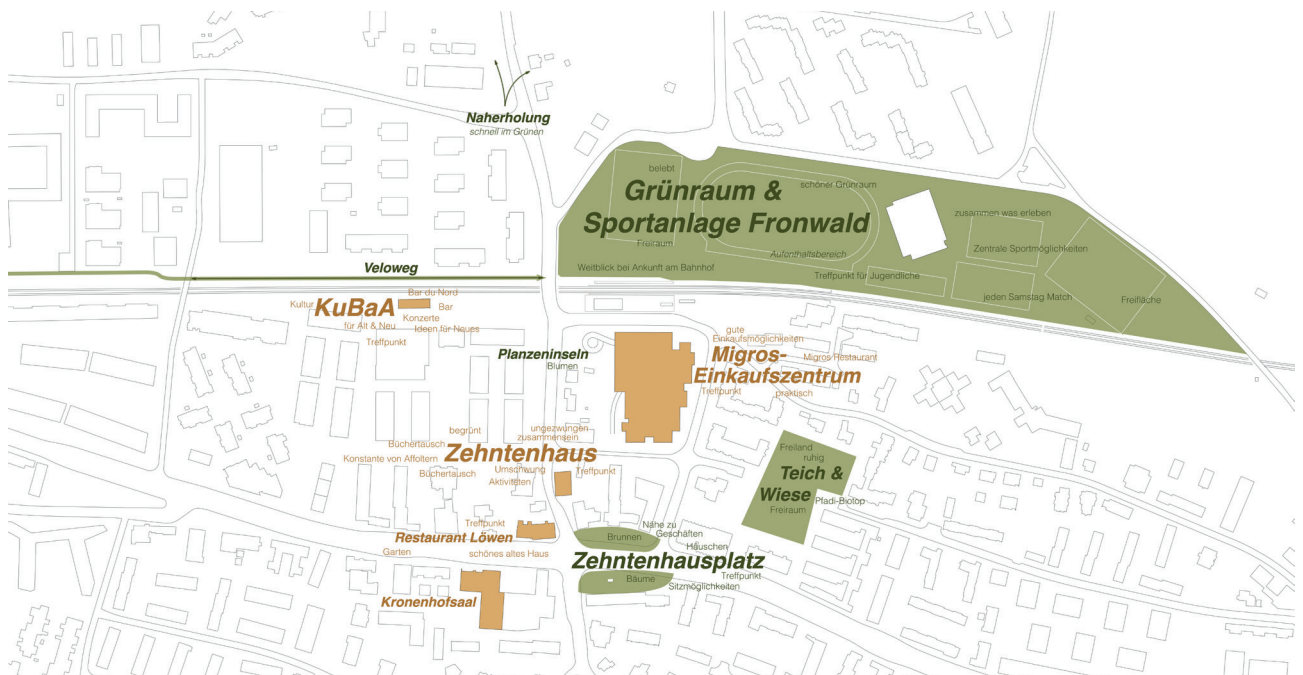 Naherholung
schnell im Grünen
belebt
Grünraum &
Sportanlage Fronwald
schöner Grünraum
zusammen was erleben
Freiraum
Aufenthaltsbereich
Zentrale Sportmöglichkeiten
Weitblick bei Ankunft am Bahnhof
Treffpunkt für Jugendliche
jeden Samstag Match
Freifläche
Veloweg
Bar du Nord
Kultur
KuBaA
Bar
Konzerte
für Alt & Neu
Ideen für Neues
Treffpunkt
Planzeninseln
Blumen
gute
Einkaufsmöglichkeiten
Migros-
Einkaufszentrum
Migros Restaurant
Treffpunkt
praktisch
begrünt
ungezwungen
zusammensein
Büchertausch
Zehntenhaus
Konstante von Affoltern
Büchertausch
Umschwung
Aktivitäten
Treffpunkt
Freiland
ruhig
Teich &
Wiese
Pfadi-Biotop
Freiraum
Treffpunkt
Restaurant Löwen
Garten
schönes altes Haus
Nähe zu
Geschäften
Brunnen
Häuschen
Zehntenhausplatz
Bäume
Treffpunkt
Sitzmöglichkeiten
Kronenhofsaal